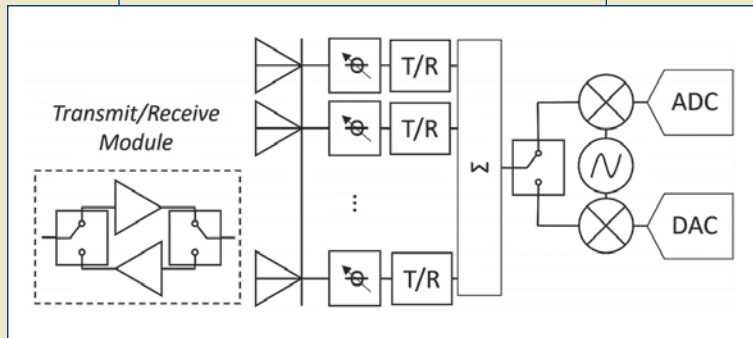 Transmit/Receive
Module
T/R
T/R
...
T/R
Σ
ADC
DAC